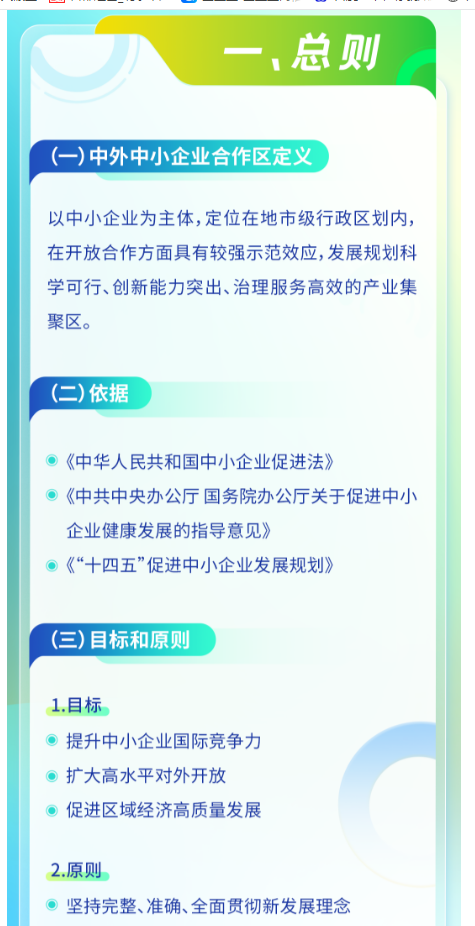 一、总则
（一）中外中小企业合作区定义
以中小企业为主体，定位在地市级行政区划内，
在开放合作方面具有较强示范效应，发展规划科
学可行、创新能力突出、治理服务高效的产业集
聚区。
（二）依据
《中华人民共和国中小企业促进法》
《中共中央办公厅 国务院办公厅关于促进中小
企业健康发展的指导意见》
《“十四五”促进中小企业发展规划》
（三）目标和原则
1.目标
提升中小企业国际竞争力
扩大高水平对外开放
促进区域经济高质量发展
2.原则
坚持完整、准确、全面贯彻新发展理念